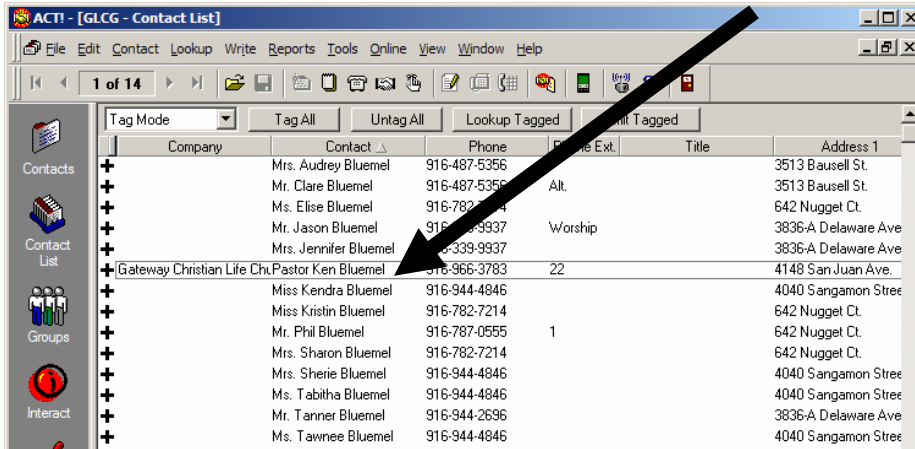 ACT! - [GLCG - Contact List]
File Edit Contact Lookup Write Reports Tools Online View Window Help
1 of 14
Tag Mode Tag All Untag All Lookup Tagged Tagged
Company Contact Phone Ext. Title Address 1
Contacts
Contact List
Groups
Interact
Mrs. Audrey Bluemel 916-487-5356 3513 Bausell St.
Mr. Clare Bluemel 916-487-5356 Alt. 3513 Bausell St.
Ms. Elise Bluemel 642 Nugget Ct.
Mr. Jason Bluemel Worship 3836-A Delaware Ave
Mrs. Jennifer Bluemel 3836-A Delaware Ave
Gateway Christian Life Chu Pastor Ken Bluemel 916-966-3783 22 4148 San Juan Ave.
Miss Kendra Bluemel 916-944-4846 4040 Sangamon Stree
Miss Kristin Bluemel 916-782-7214 642 Nugget Ct.
Mr. Phil Bluemel 916-787-0555 1 642 Nugget Ct.
Mrs. Sharon Bluemel 916-782-7214 642 Nugget Ct.
Mrs. Sherie Bluemel 916-944-4846 4040 Sangamon Stree
Ms. Tabitha Bluemel 916-944-4846 4040 Sangamon Stree
Mr. Tanner Bluemel 916-944-2696 3836-A Delaware Ave
Ms. Tawnee Bluemel 916-944-4846 4040 Sangamon Stree